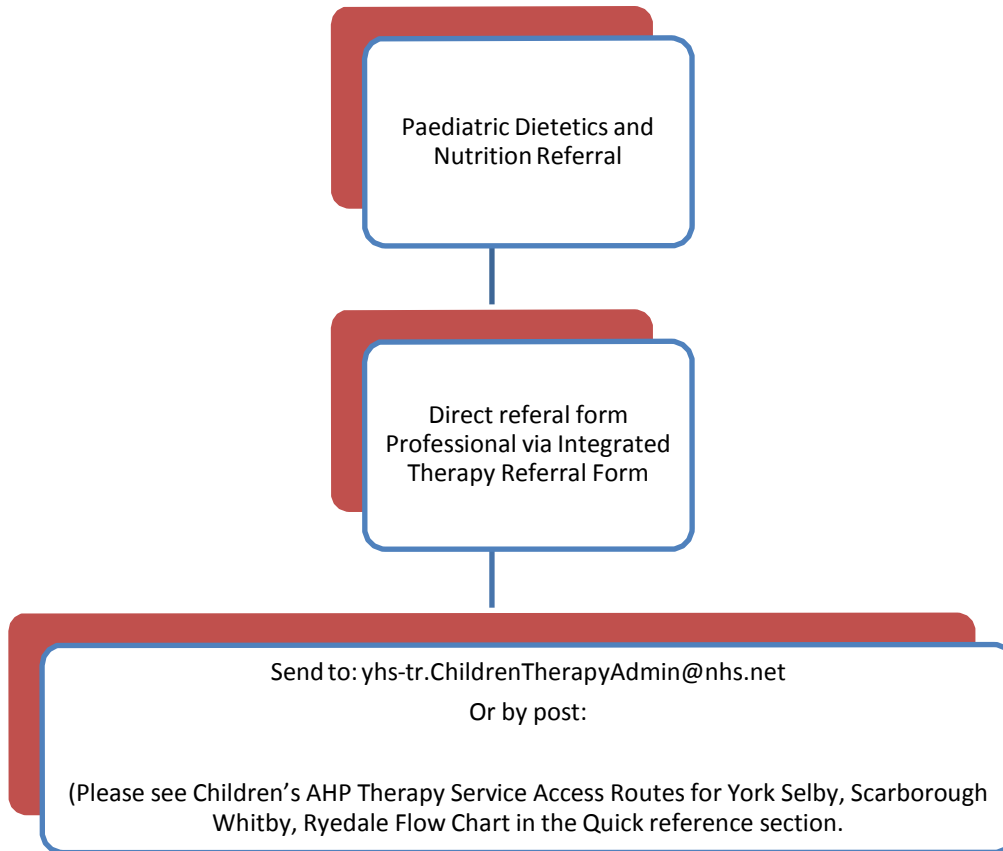 Paediatric Dietetics and
Nutrition Referral
Direct referal form
Professional via Integrated
Therapy Referral Form
Send to: yhs-tr.ChildrenTherapyAdmin@nhs.net
Or by post:
(Please see Children’s AHP Therapy Service Access Routes for York Selby, Scarborough
Whitby, Ryedale Flow Chart in the Quick reference section.